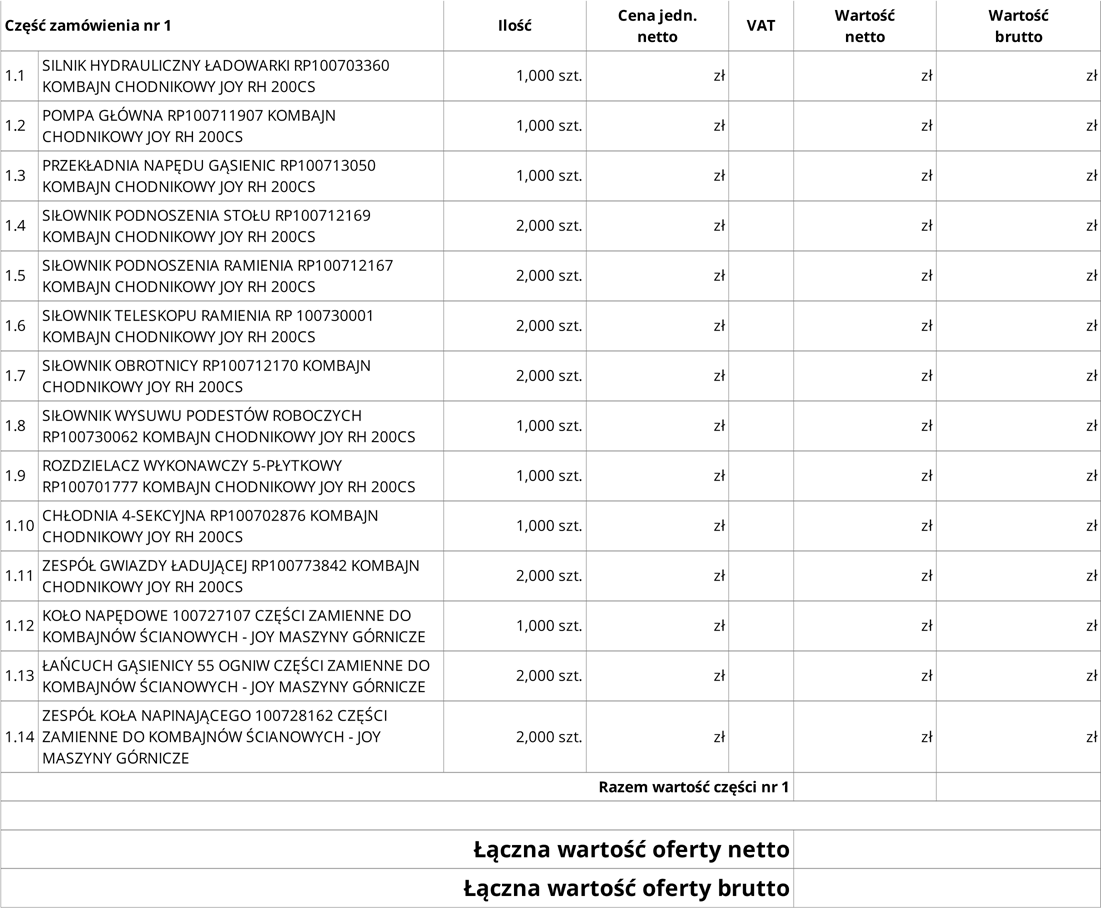 Część zamówienia nr 1 Ilość Cena jedn. netto VAT Wartość netto Wartość brutto
1.1 SILNIK HYDRAULICZNY ŁADOWARKI RP100703360
KOMBAJN CHODNIKOWY JOY RH 200CS 1,000 szt. zł zł zł
1.2 POMPA GŁÓWNA RP100711907 KOMBAJN
CHODNIKOWY JOY RH 200CS 1,000 szt. zł zł zł
1.3 PRZEKŁADNIA NAPĘDU GĄSIENIC RP100713050
KOMBAJN CHODNIKOWY JOY RH 200CS 1,000 szt. zł zł zł
1.4 SIŁOWNIK PODNOSZENIA STOŁU RP100712169
KOMBAJN CHODNIKOWY JOY RH 200CS 2,000 szt. zł zł zł
1.5 SIŁOWNIK PODNOSZENIA RAMIENIA RP100712167
KOMBAJN CHODNIKOWY JOY RH 200CS 2,000 szt. zł zł zł
1.6 SIŁOWNIK TELESKOPU RAMIENIA RP 100730001
KOMBAJN CHODNIKOWY JOY RH 200CS 2,000 szt. zł zł zł
1.7 SIŁOWNIK OBROTNICY RP100712170 KOMBAJN
CHODNIKOWY JOY RH 200CS 2,000 szt. zł zł zł
1.8 SIŁOWNIK WYSUWU PODESTÓW ROBOCZYCH
RP100730062 KOMBAJN CHODNIKOWY JOY RH 200CS 1,000 szt. zł zł zł
1.9 ROZDZIELACZ WYKONAWCZY 5-PŁYTKOWY
RP100701777 KOMBAJN CHODNIKOWY JOY RH 200CS 1,000 szt. zł zł zł
1.10 CHŁODNIA 4-SEKCYJNA RP100702876 KOMBAJN
CHODNIKOWY JOY RH 200CS 1,000 szt. zł zł zł
1.11 ZESPÓŁ GWIAZDY ŁADUJĄCEJ RP100773842 KOMBAJN
CHODNIKOWY JOY RH 200CS 2,000 szt. zł zł zł
1.12 KOŁO NAPĘDOWE 100727107 CZĘŚCI ZAMIENNE DO
KOMBAJNÓW ŚCIANOWYCH - JOY MASZYNY GÓRNICZE 1,000 szt. zł zł zł
1.13 ŁAŃCUCH GĄSIENICY 55 OGNIW CZĘŚCI ZAMIENNE DO
KOMBAJNÓW ŚCIANOWYCH - JOY MASZYNY GÓRNICZE 2,000 szt. zł zł zł
1.14 ZESPÓŁ KOŁA NAPINAJĄCEGO 100728162 CZĘŚCI
ZAMIENNE DO KOMBAJNÓW ŚCIANOWYCH - JOY
MASZYNY GÓRNICZE 2,000 szt. zł zł zł
Razem wartość części nr 1
Łączna wartość oferty netto
Łączna wartość oferty brutto